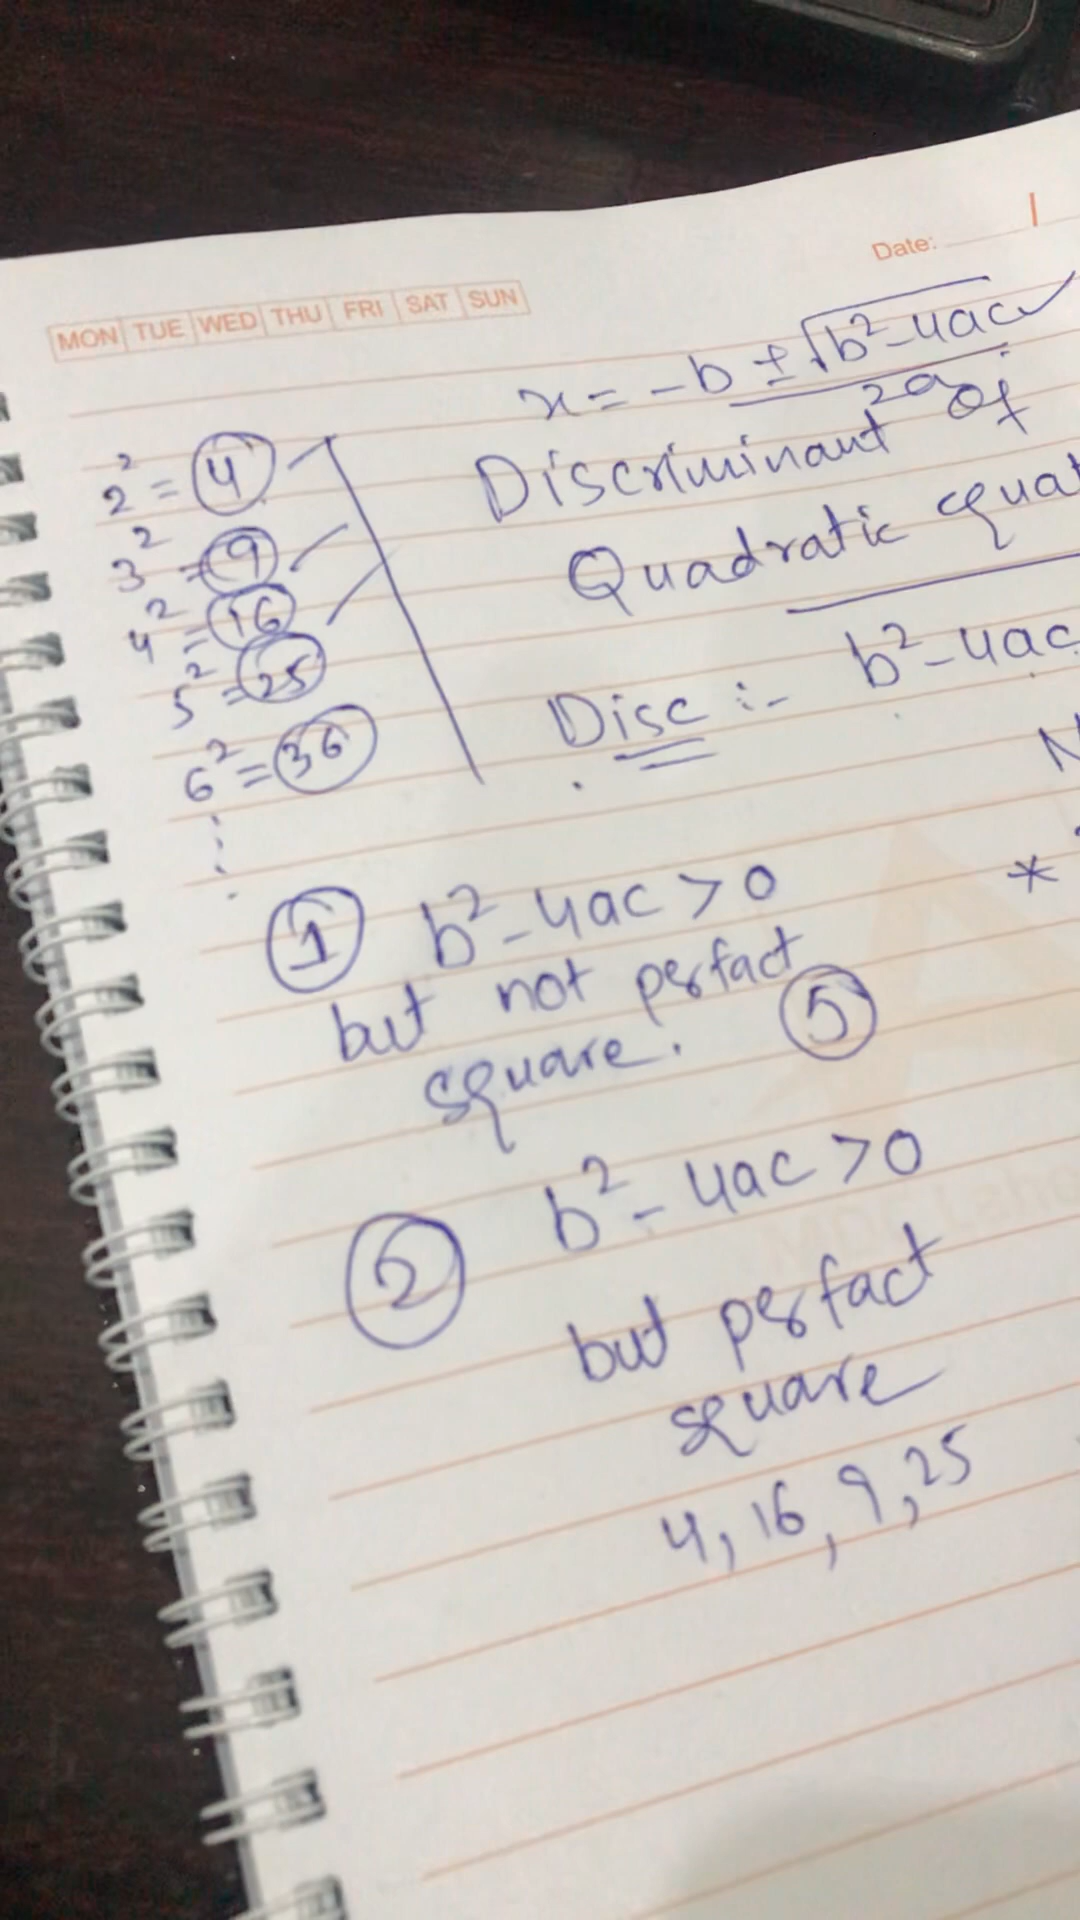 Date:
MON TUE WED THU FRI SAT SUN
x = -b ± √b²-4ac
2a
Discriminant of
Quadratic equat
Disc :- b²-4ac
2² = 4
3² = 9
4² = 16
5² = 25
6² = 36
N
*
1 b²-4ac > 0
but not perfact
square. 5
2 b²-4ac > 0
but perfact
square
4, 16, 9, 25